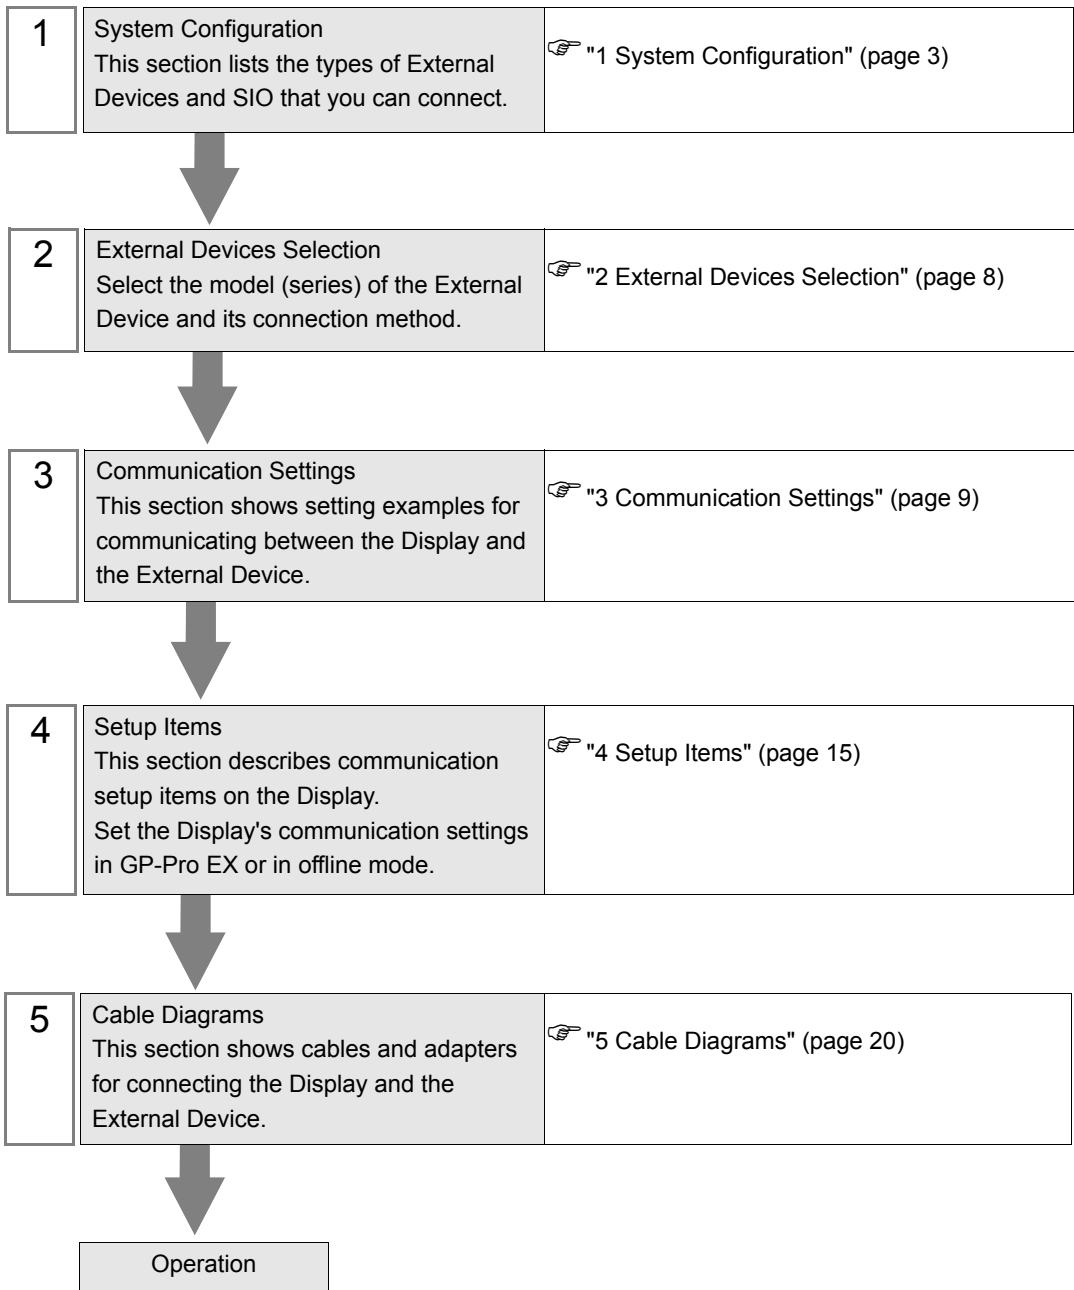 1
System Configuration
This section lists the types of External
Devices and SIO that you can connect.
"1 System Configuration" (page 3)
2
External Devices Selection
Select the model (series) of the External
Device and its connection method.
"2 External Devices Selection" (page 8)
3
Communication Settings
This section shows setting examples for
communicating between the Display and
the External Device.
"3 Communication Settings" (page 9)
4
Setup Items
This section describes communication
setup items on the Display.
Set the Display's communication settings
in GP-Pro EX or in offline mode.
"4 Setup Items" (page 15)
5
Cable Diagrams
This section shows cables and adapters
for connecting the Display and the
External Device.
"5 Cable Diagrams" (page 20)
Operation